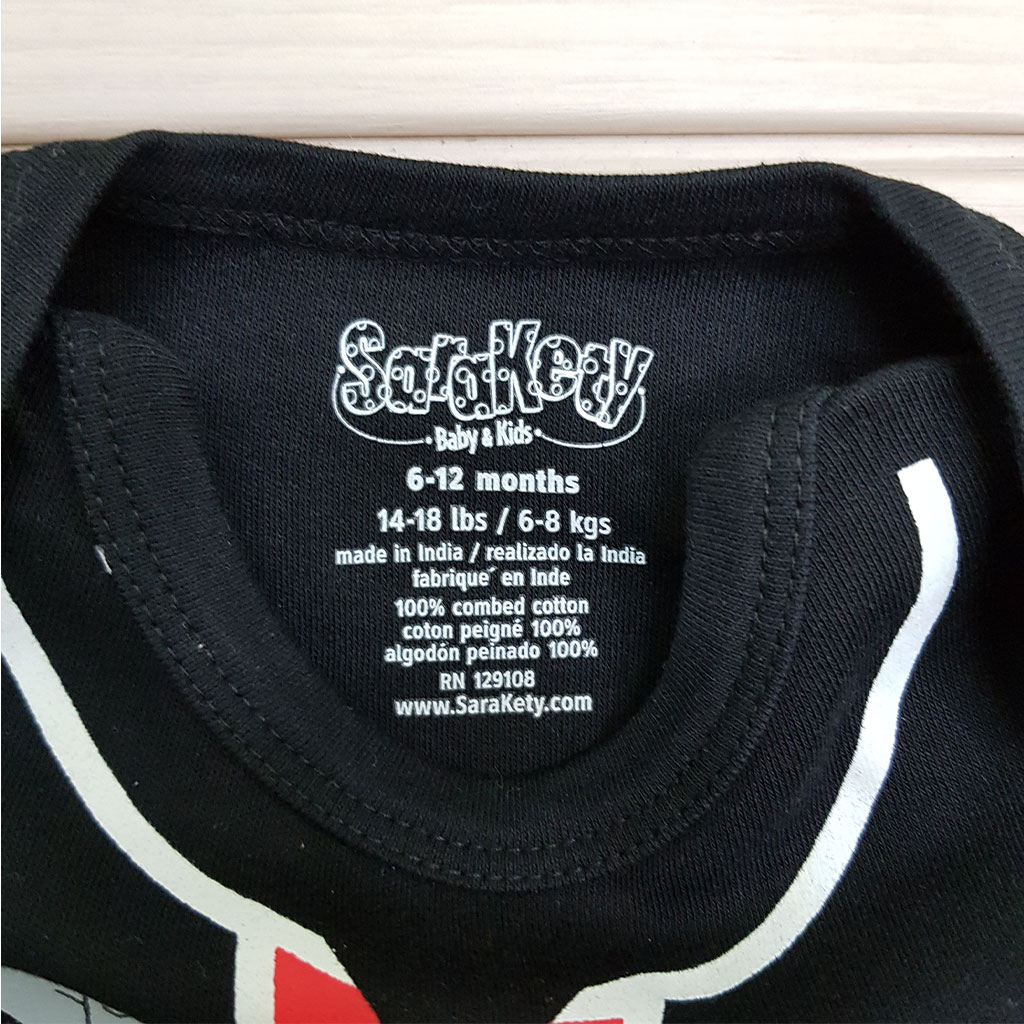 SaraKety
·Baby & Kids·
6-12 months
14-18 lbs / 6-8 kgs
made in India / realizado la India
fabrique´ en Inde
100% combed cotton
coton peigné 100%
algodón peinado 100%
RN 129108
www.SaraKety.com